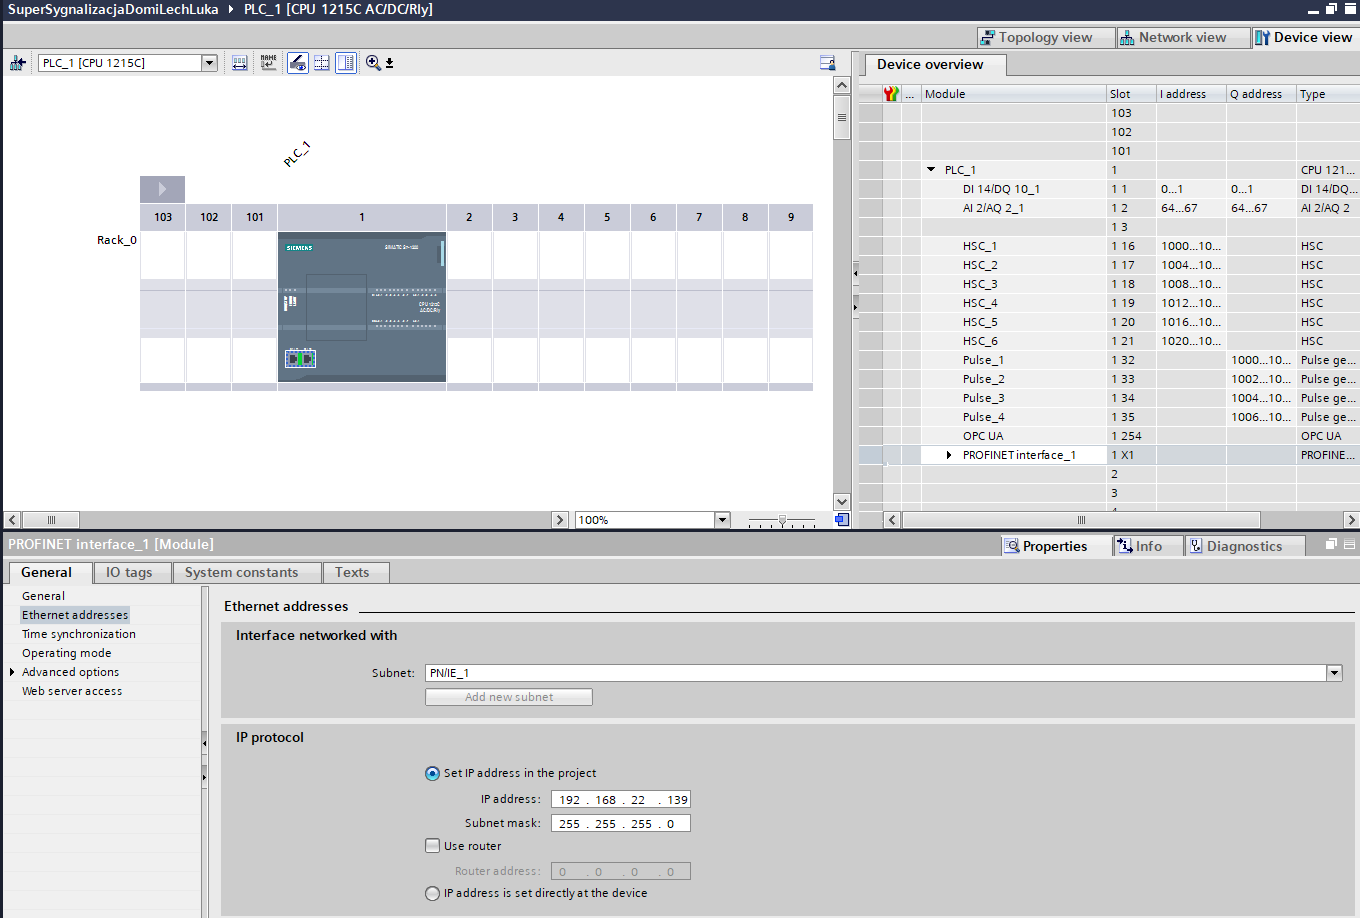 SuperSygnalizacjaDomiLechLuka PLC_1 [CPU 1215C AC/DC/Rly]
Topology view Network view Device view
PLC_1 [CPU 1215C]
NAME
100%
PLC_1
103 102 101 1 2 3 4 5 6 7 8 9
Rack_0
SIEMENS SIMATIC S7-1200
CPU 1215C
AC/DC/Rly
Device overview
... Module Slot I address Q address Type
103
102
101
PLC_1 1 CPU 121...
DI 14/DQ 10_1 1 1 0...1 0...1 DI 14/DQ...
AI 2/AQ 2_1 1 2 64...67 64...67 AI 2/AQ 2
1 3
HSC_1 1 16 1000...10... HSC
HSC_2 1 17 1004...10... HSC
HSC_3 1 18 1008...10... HSC
HSC_4 1 19 1012...10... HSC
HSC_5 1 20 1016...10... HSC
HSC_6 1 21 1020...10... HSC
Pulse_1 1 32 1000...10... Pulse ge...
Pulse_2 1 33 1002...10... Pulse ge...
Pulse_3 1 34 1004...10... Pulse ge...
Pulse_4 1 35 1006...10... Pulse ge...
OPC UA 1 254 OPC UA
PROFINET interface_1 1 X1 PROFINE...
2
3
PROFINET interface_1 [Module] Properties Info Diagnostics
General IO tags System constants Texts
General
Ethernet addresses
Time synchronization
Operating mode
Advanced options
Web server access
Ethernet addresses
Interface networked with
Subnet: PN/IE_1
Add new subnet
IP protocol
Set IP address in the project
IP address: 192 . 168 . 22 . 139
Subnet mask: 255 . 255 . 255 . 0
Use router
Router address: 0 . 0 . 0 . 0
IP address is set directly at the device